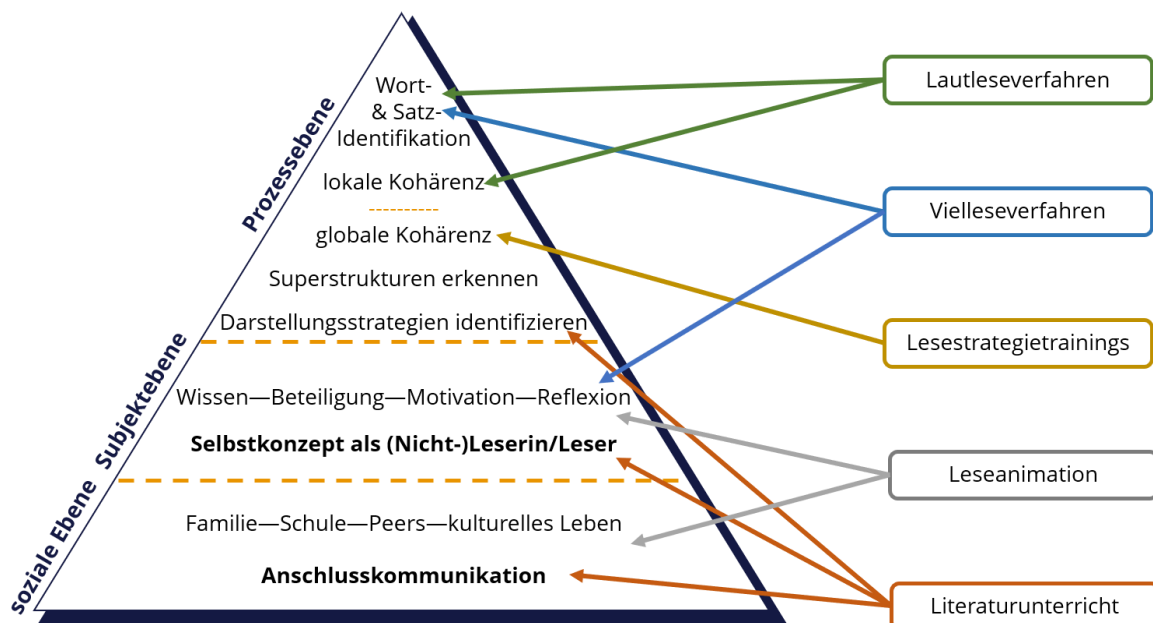 Wort-
& Satz-
Identifikation
lokale Kohärenz
----------
globale Kohärenz
Superstrukturen erkennen
Darstellungsstrategien identifizieren
Wissen—Beteiligung—Motivation—Reflexion
Selbstkonzept als (Nicht-)Leserin/Leser
Familie—Schule—Peers—kulturelles Leben
Anschlusskommunikation
Prozessebene
Subjektebene
soziale Ebene
Lautleseverfahren
Vielleseverfahren
Lesestrategietrainings
Leseanimation
Literaturunterricht